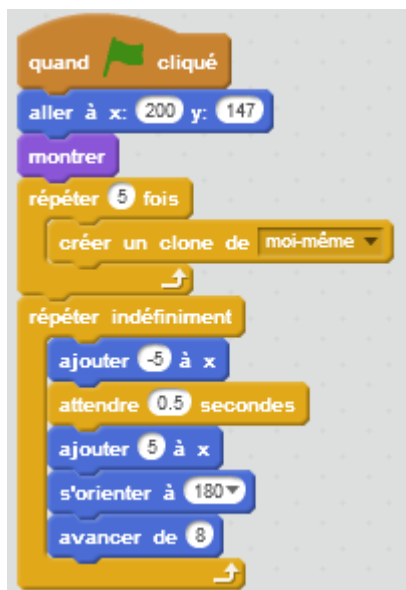 quand cliqué
aller à x: 200 y: 147
montrer
répéter 5 fois
créer un clone de moi-même
répéter indéfiniment
ajouter -5 à x
attendre 0.5 secondes
ajouter 5 à x
s'orienter à 180
avancer de 8